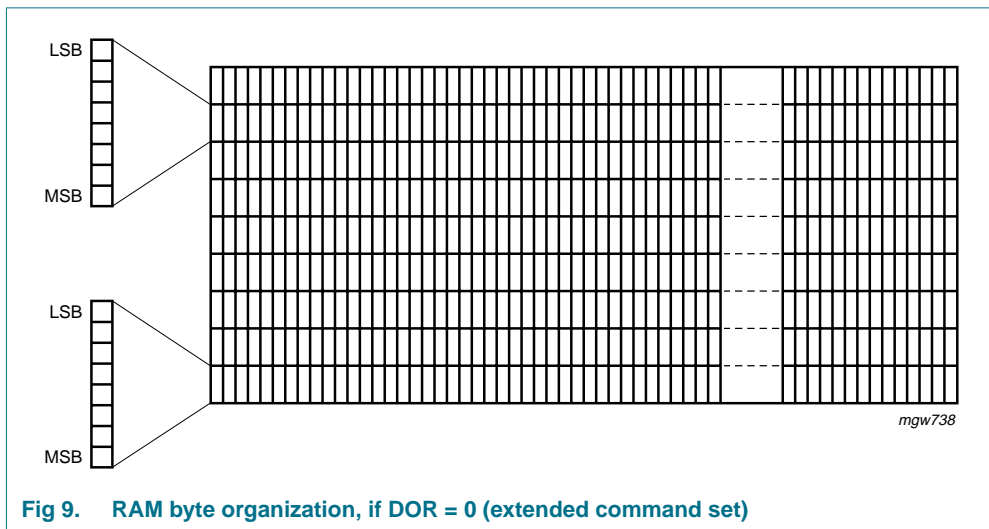 LSB
MSB
LSB
MSB
mgw738
Fig 9. RAM byte organization, if DOR = 0 (extended command set)